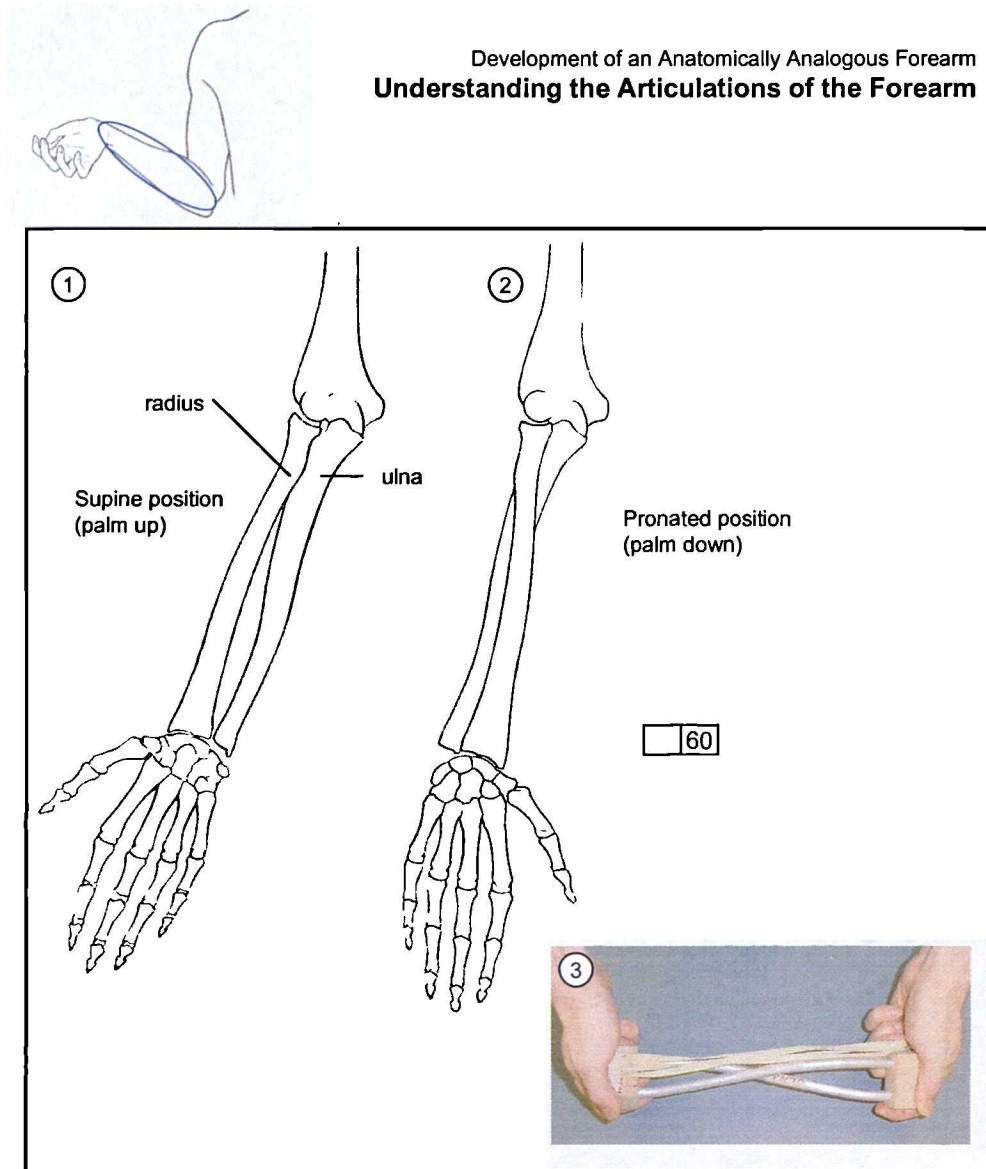 Development of an Anatomically Analogous Forearm
Understanding the Articulations of the Forearm
1
2
radius
ulna
Supine position
(palm up)
Pronated position
(palm down)
60
3